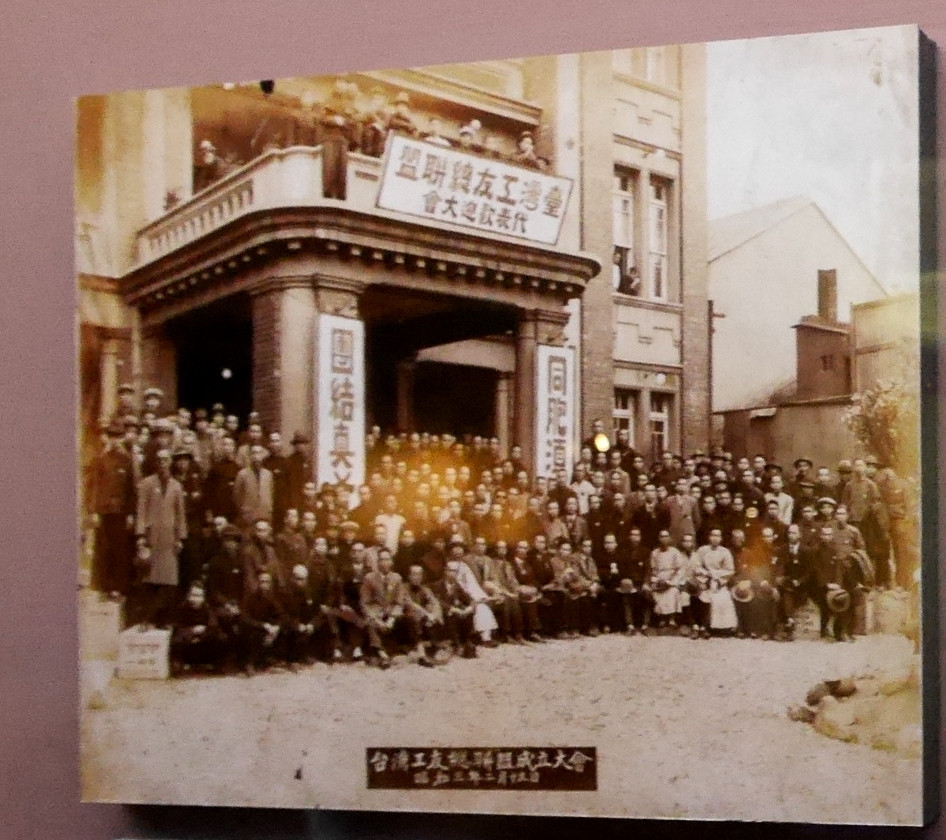 臺灣工友總聯盟
代表歡迎大會
同胞須
團結真
台灣工友總聯盟成立大會
昭和三年二月十九日